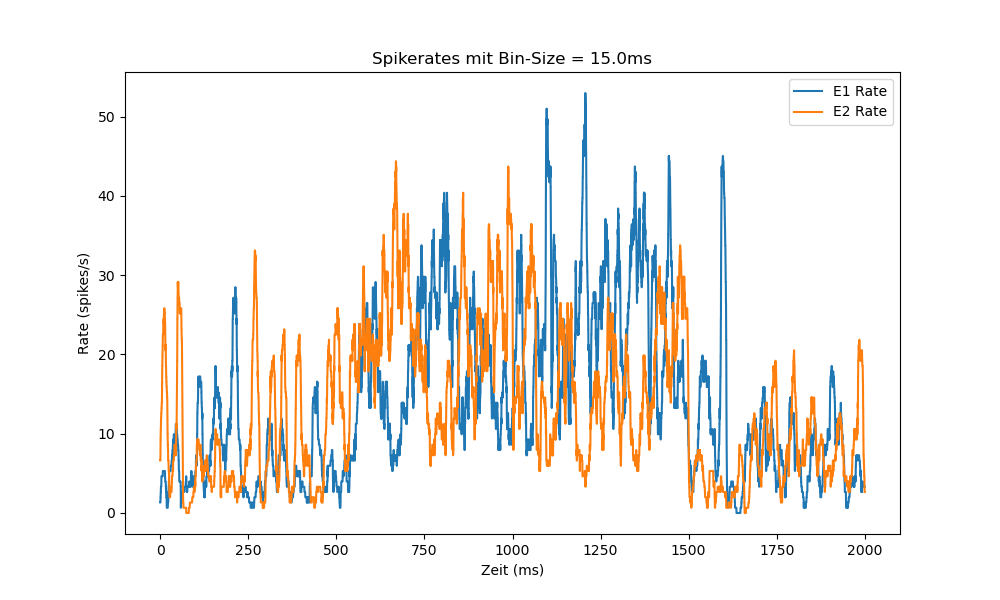 Spikerates mit Bin-Size = 15.0ms
E1 Rate
E2 Rate
50
40
30
20
10
0
Rate (spikes/s)
0 250 500 750 1000 1250 1500 1750 2000
Zeit (ms)